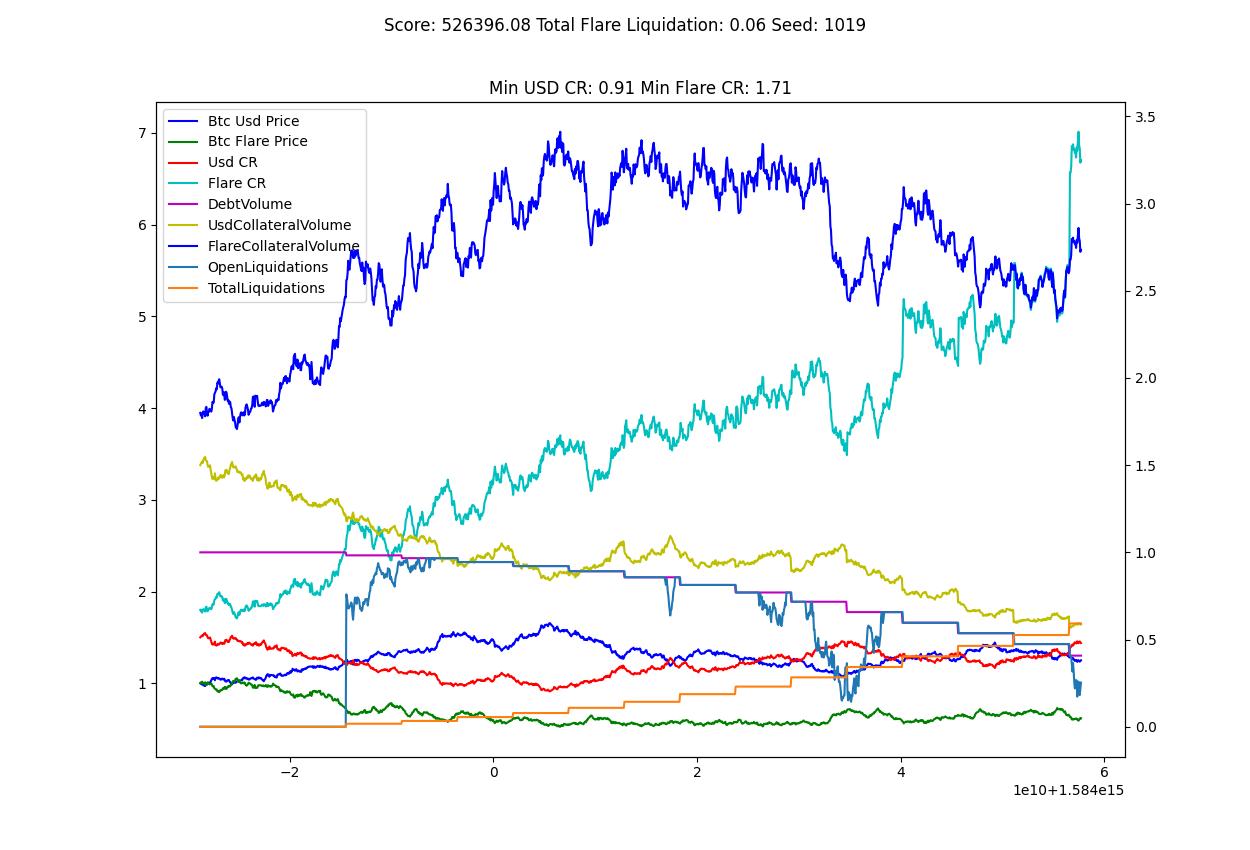 Score: 526396.08 Total Flare Liquidation: 0.06 Seed: 1019
Min USD CR: 0.91 Min Flare CR: 1.71
Btc Usd Price
Btc Flare Price
Usd CR
Flare CR
DebtVolume
UsdCollateralVolume
FlareCollateralVolume
OpenLiquidations
TotalLiquidations
7
6
5
4
3
2
1
3.5
3.0
2.5
2.0
1.5
1.0
0.5
0.0
−2 0 2 4 6
1e10+1.584e15